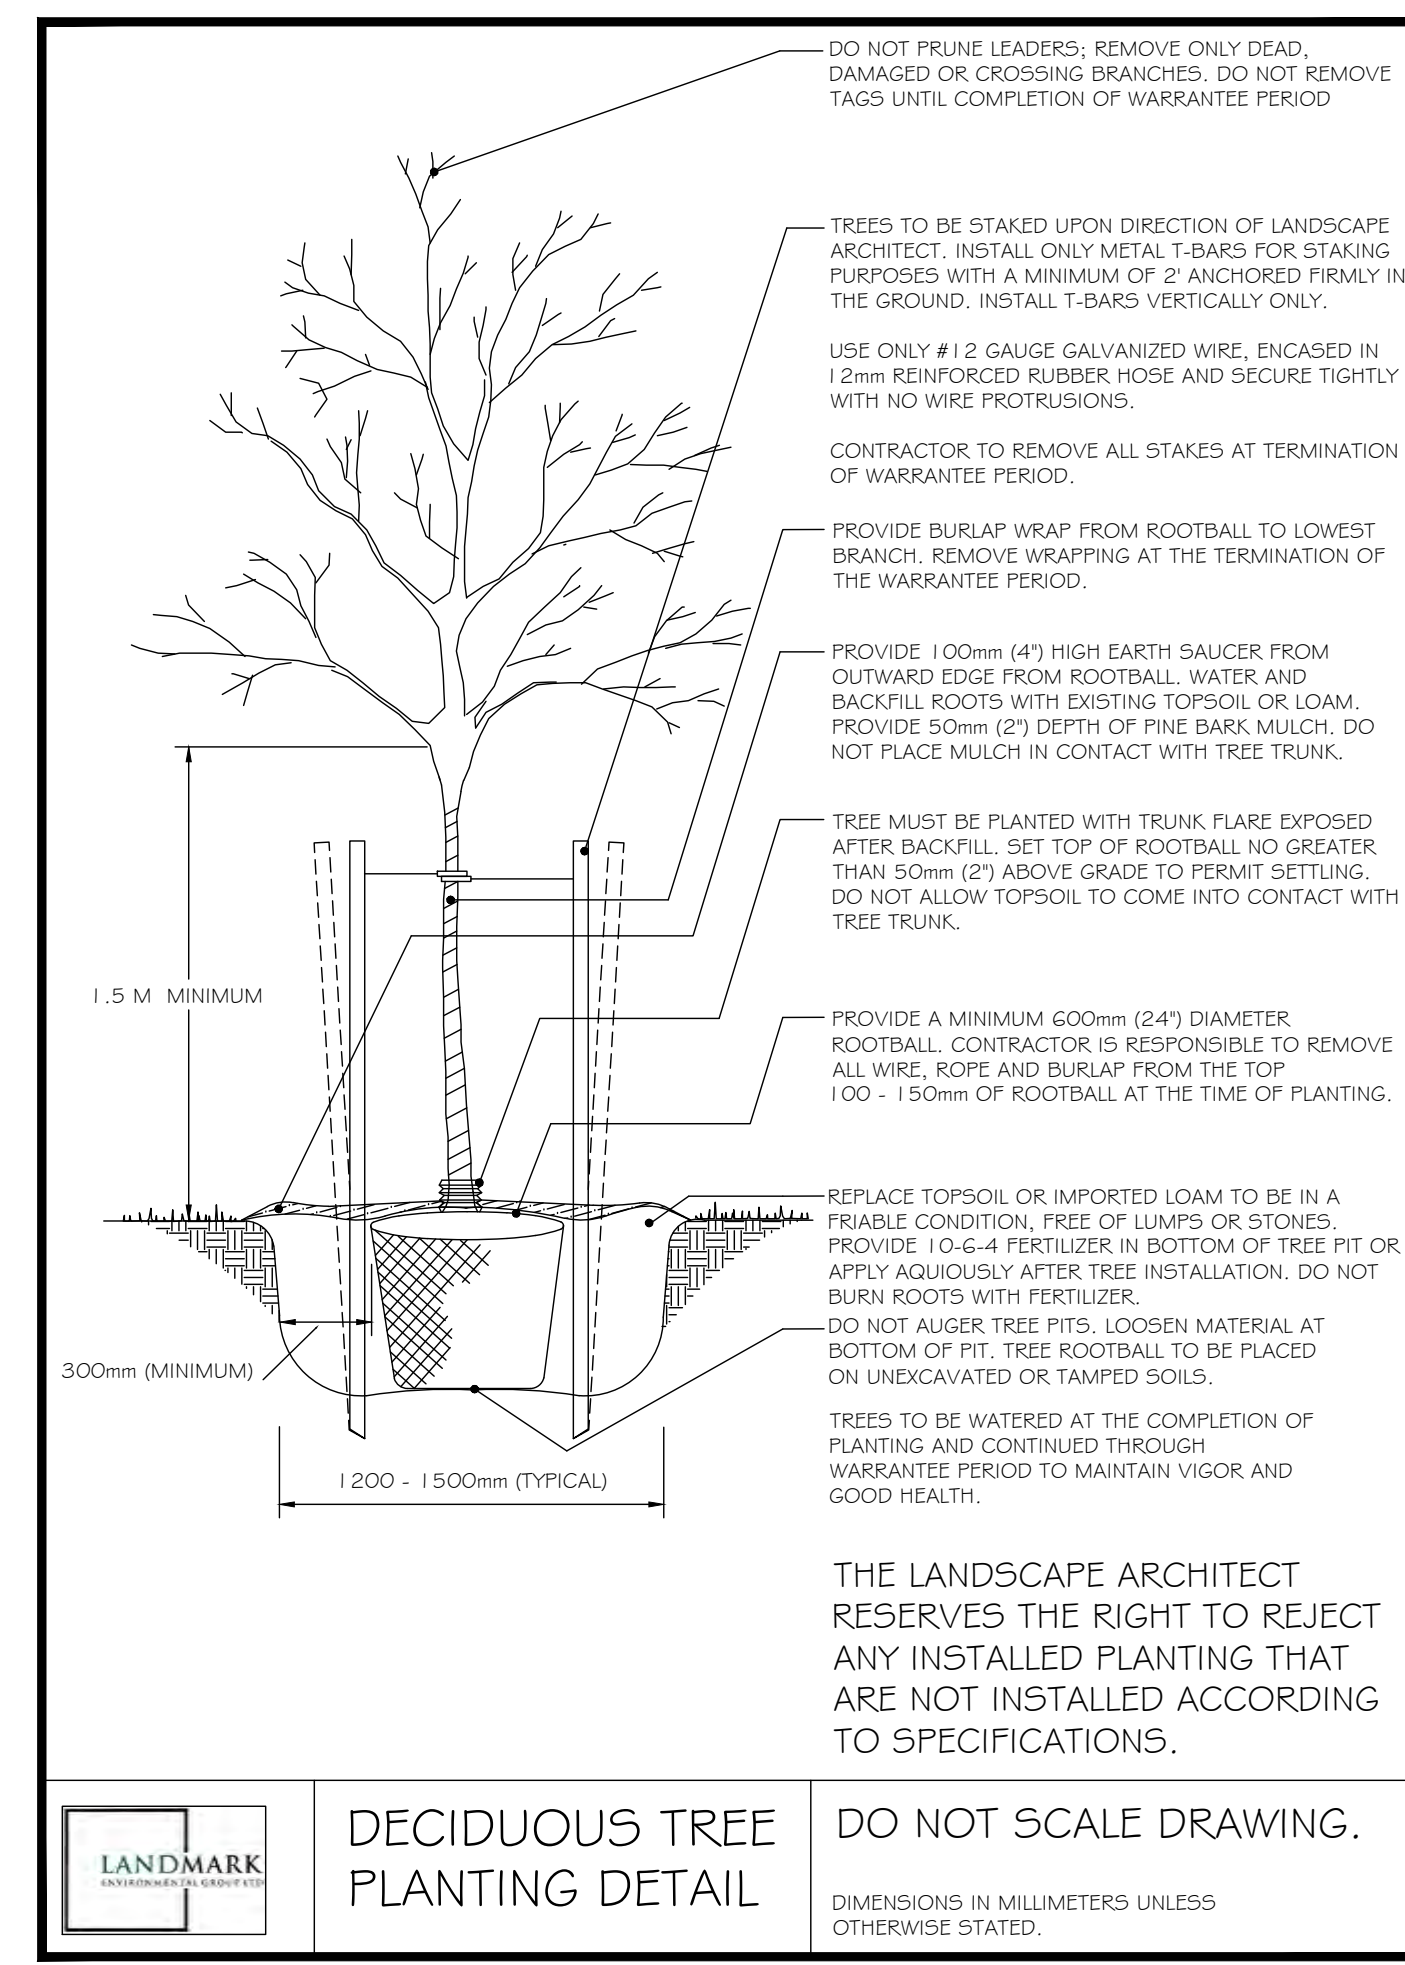 DO NOT PRUNE LEADERS; REMOVE ONLY DEAD,
DAMAGED OR CROSSING BRANCHES. DO NOT REMOVE
TAGS UNTIL COMPLETION OF WARRANTEE PERIOD
TREES TO BE STAKED UPON DIRECTION OF LANDSCAPE
ARCHITECT. INSTALL ONLY METAL T-BARS FOR STAKING
PURPOSES WITH A MINIMUM OF 2' ANCHORED FIRMLY IN
THE GROUND. INSTALL T-BARS VERTICALLY ONLY.
USE ONLY #12 GAUGE GALVANIZED WIRE, ENCASED IN
12mm REINFORCED RUBBER HOSE AND SECURE TIGHTLY
WITH NO WIRE PROTRUSIONS.
CONTRACTOR TO REMOVE ALL STAKES AT TERMINATION
OF WARRANTEE PERIOD.
PROVIDE BURLAP WRAP FROM ROOTBALL TO LOWEST
BRANCH. REMOVE WRAPPING AT THE TERMINATION OF
THE WARRANTEE PERIOD.
PROVIDE 100mm (4") HIGH EARTH SAUCER FROM
OUTWARD EDGE FROM ROOTBALL. WATER AND
BACKFILL ROOTS WITH EXISTING TOPSOIL OR LOAM.
PROVIDE 50mm (2") DEPTH OF PINE BARK MULCH. DO
NOT PLACE MULCH IN CONTACT WITH TREE TRUNK.
TREE MUST BE PLANTED WITH TRUNK FLARE EXPOSED
AFTER BACKFILL. SET TOP OF ROOTBALL NO GREATER
THAN 50mm (2") ABOVE GRADE TO PERMIT SETTLING.
DO NOT ALLOW TOPSOIL TO COME INTO CONTACT WITH
TREE TRUNK.
1.5 M MINIMUM
PROVIDE A MINIMUM 600mm (24") DIAMETER
ROOTBALL. CONTRACTOR IS RESPONSIBLE TO REMOVE
ALL WIRE, ROPE AND BURLAP FROM THE TOP
100 - 150mm OF ROOTBALL AT THE TIME OF PLANTING.
REPLACE TOPSOIL OR IMPORTED LOAM TO BE IN A
FRIABLE CONDITION, FREE OF LUMPS OR STONES.
PROVIDE 10-6-4 FERTILIZER IN BOTTOM OF TREE PIT OR
APPLY AQUIOUSLY AFTER TREE INSTALLATION. DO NOT
BURN ROOTS WITH FERTILIZER.
DO NOT AUGER TREE PITS. LOOSEN MATERIAL AT
BOTTOM OF PIT. TREE ROOTBALL TO BE PLACED
ON UNEXCAVATED OR TAMPED SOILS.
300mm (MINIMUM)
TREES TO BE WATERED AT THE COMPLETION OF
PLANTING AND CONTINUED THROUGH
WARRANTEE PERIOD TO MAINTAIN VIGOR AND
GOOD HEALTH.
1200 - 1500mm (TYPICAL)
THE LANDSCAPE ARCHITECT
RESERVES THE RIGHT TO REJECT
ANY INSTALLED PLANTING THAT
ARE NOT INSTALLED ACCORDING
TO SPECIFICATIONS.
LANDMARK
ENVIRONMENTAL GROUP LTD
DECIDUOUS TREE
PLANTING DETAIL
DO NOT SCALE DRAWING.
DIMENSIONS IN MILLIMETERS UNLESS
OTHERWISE STATED.